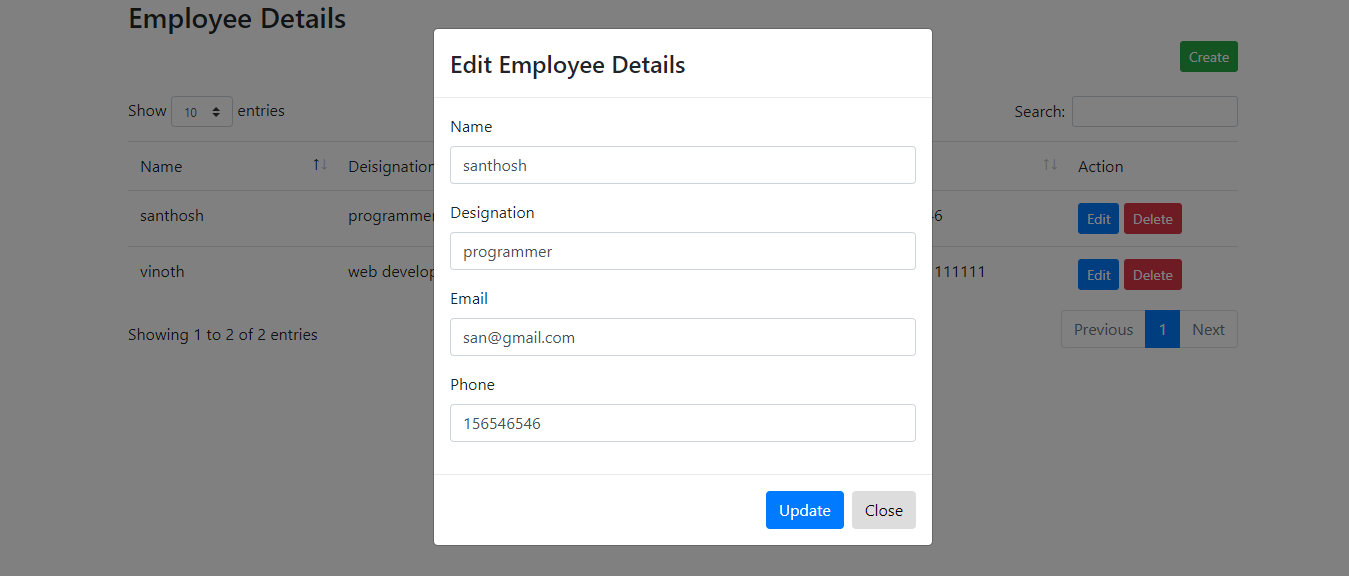 Employee Details
Create
Show 10 entries
Search:
Name Deisignation Action
santhosh programmer 46 Edit Delete
vinoth web develop 111111 Edit Delete
Showing 1 to 2 of 2 entries
Previous 1 Next
Edit Employee Details
Name
santhosh
Designation
programmer
Email
san@gmail.com
Phone
156546546
Update Close